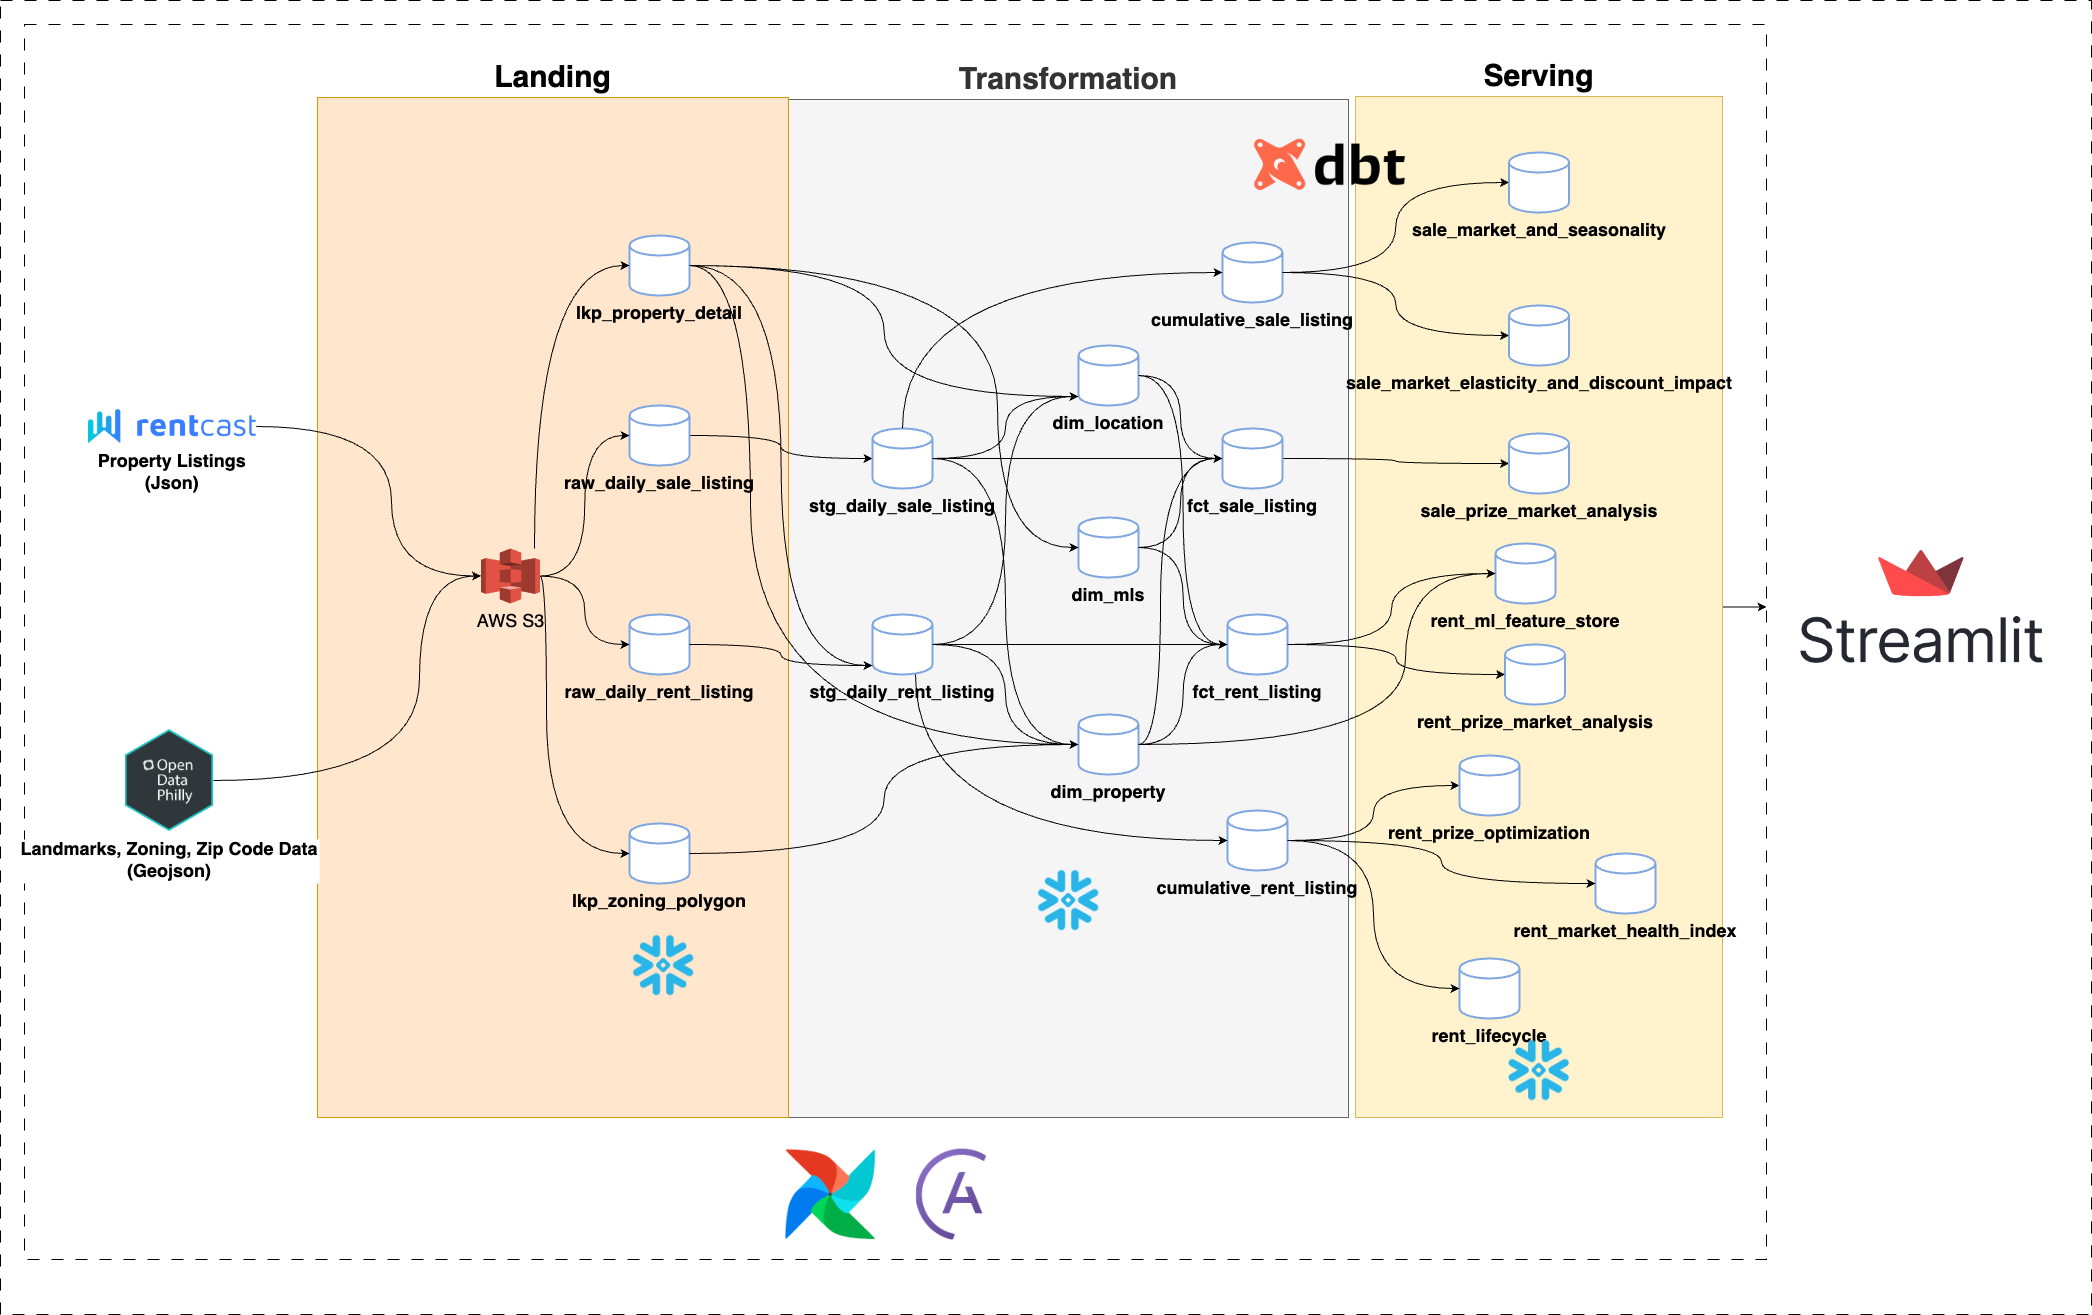 Landing
Transformation
Serving
dbt
sale_market_and_seasonality
lkp_property_detail
cumulative_sale_listing
sale_market_elasticity_and_discount_impact
rentcast
Property Listings
(Json)
raw_daily_sale_listing
stg_daily_sale_listing
dim_location
fct_sale_listing
sale_prize_market_analysis
AWS S3
dim_mls
rent_ml_feature_store
Streamlit
raw_daily_rent_listing
stg_daily_rent_listing
fct_rent_listing
rent_prize_market_analysis
Open
Data
Philly
dim_property
rent_prize_optimization
Landmarks, Zoning, Zip Code Data
(Geojson)
lkp_zoning_polygon
cumulative_rent_listing
rent_market_health_index
rent_lifecycle
A